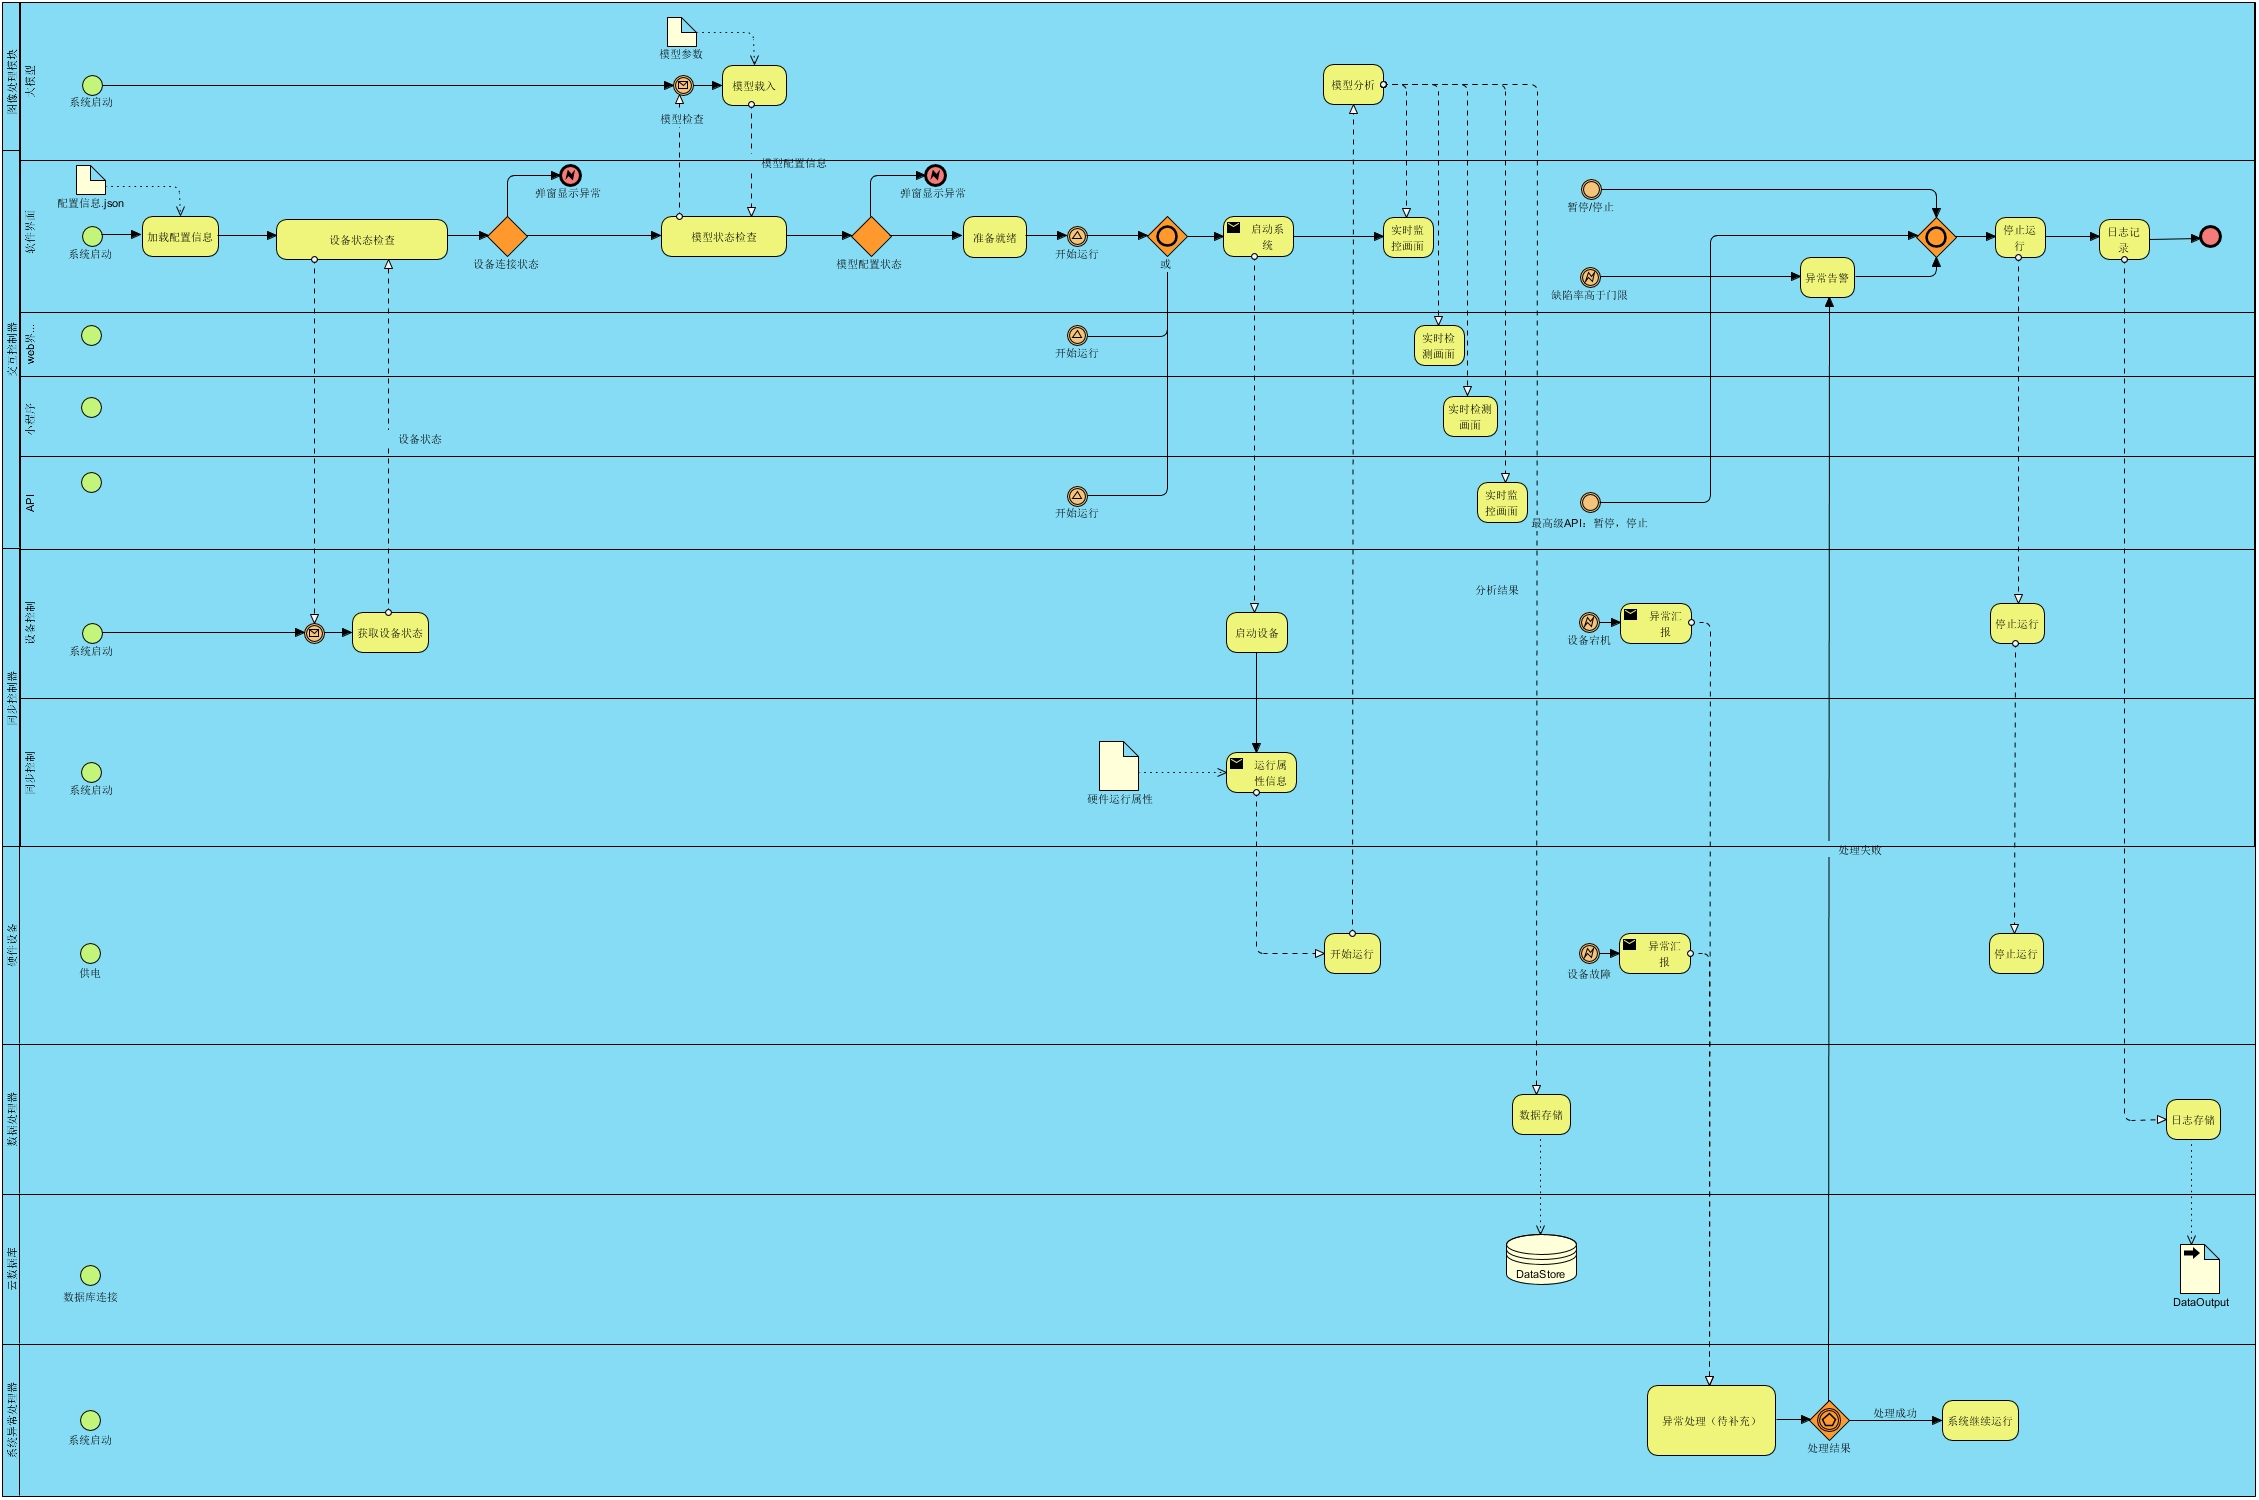 图像处理模块
大模型
模型参数
系统启动
模型检查
模型载入
模型配置信息
模型分析
交互控制器
软件界面
配置信息.json
系统启动
加载配置信息
设备状态检查
设备连接状态
弹窗显示异常
模型状态检查
模型配置状态
弹窗显示异常
准备就绪
开始运行
或
启动系
统
实时监
控画面
暂停/停止
缺陷率高于门限
异常告警
停止运
行
日志记
录
web界...
开始运行
实时检
测画面
小程序
设备状态
实时检测
画面
API
开始运行
实时监
控画面
最高级API：暂停，停止
同步控制器
设备控制
系统启动
获取设备状态
启动设备
分析结果
设备宕机
异常汇
报
停止运行
同步控制
系统启动
硬件运行属性
运行属
性信息
处理失败
硬件设备
供电
开始运行
设备故障
异常汇
报
停止运行
数据处理器
数据存储
日志存储
云数据库
数据库连接
DataStore
DataOutput
系统异常处理器
系统启动
异常处理（待补充）
处理结果
处理成功
系统继续运行